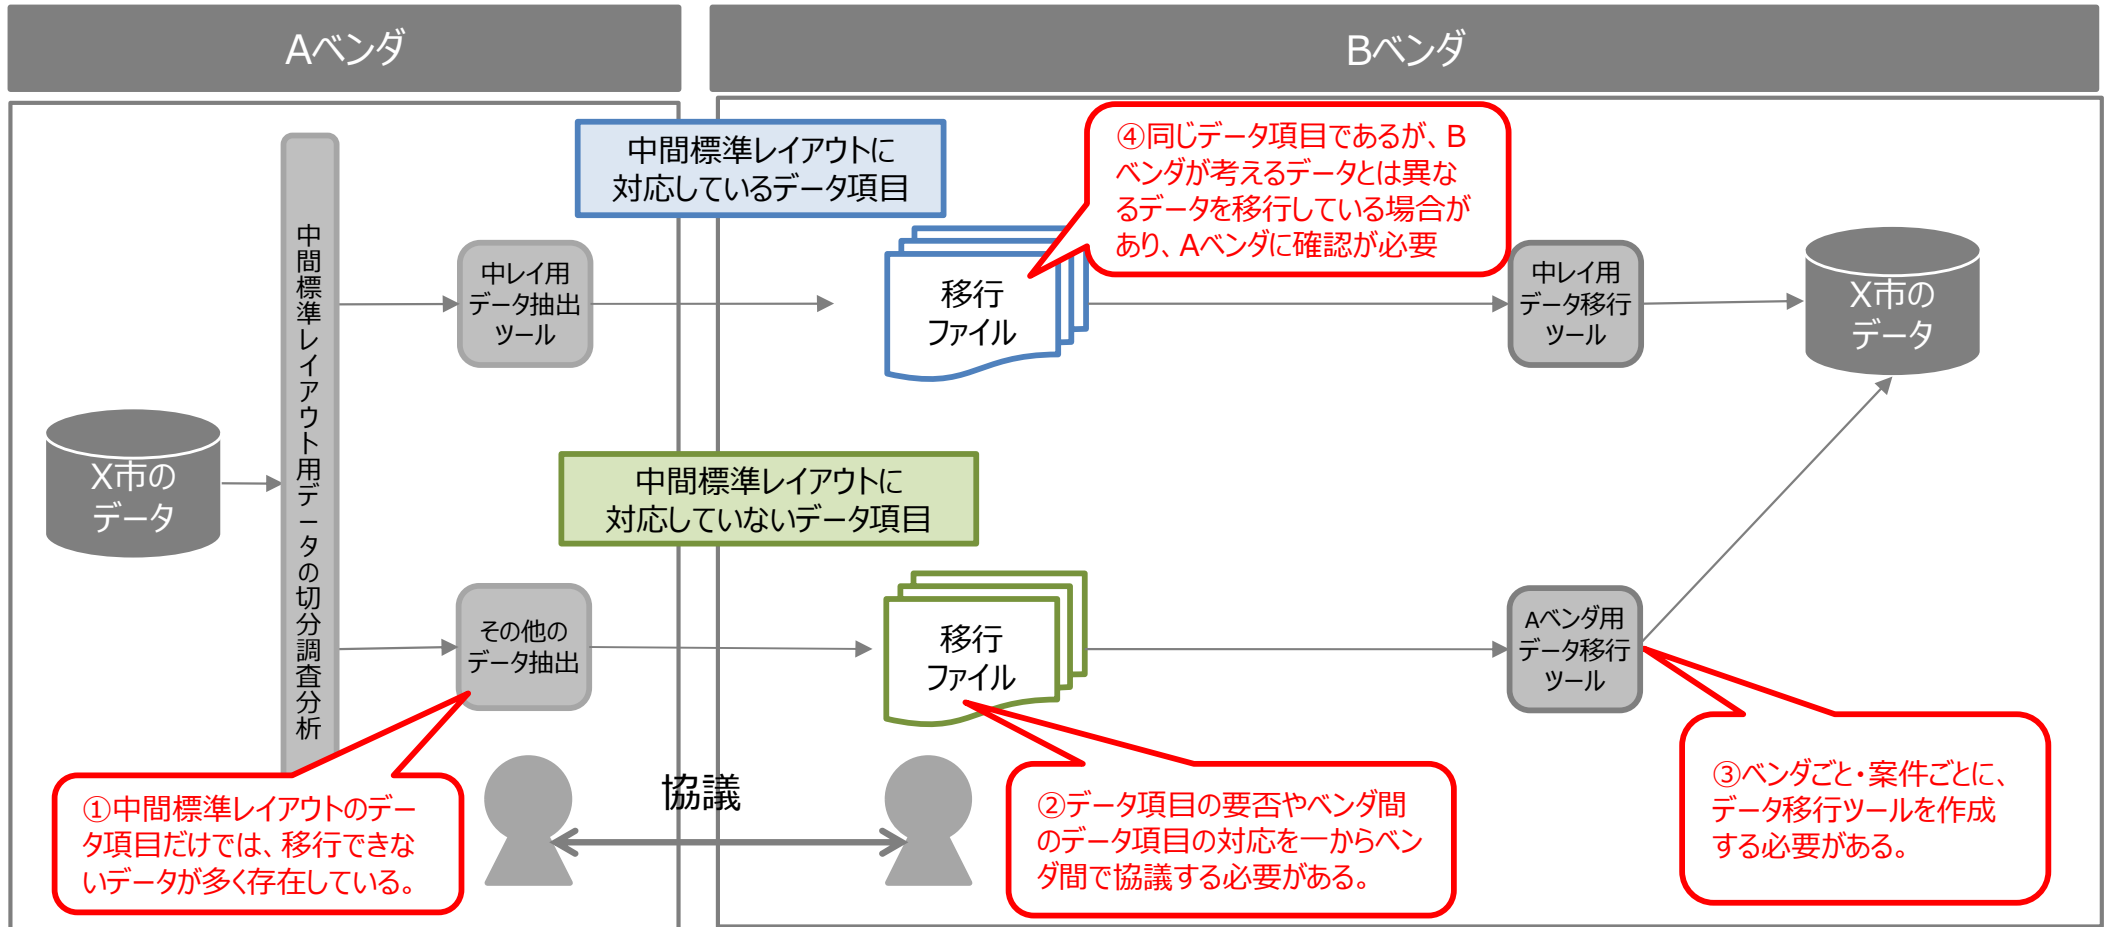 Aベンダ
Bベンダ
中間標準レイアウトに
対応しているデータ項目
④同じデータ項目であるが、B
ベンダが考えるデータとは異な
るデータを移行している場合が
あり、Aベンダに確認が必要
中間標準レイアウト用データの切分調査分析
中レイ用
データ抽出
ツール
移行
ファイル
中レイ用
データ移行
ツール
X市の
データ
X市の
データ
中間標準レイアウトに
対応していないデータ項目
その他の
データ抽出
移行
ファイル
Aベンダ用
データ移行
ツール
協議
①中間標準レイアウトのデー
タ項目だけでは、移行できな
いデータが多く存在している。
②データ項目の要否やベンダ間
のデータ項目の対応を一からベン
ダ間で協議する必要がある。
③ベンダごと・案件ごとに、
データ移行ツールを作成
する必要がある。